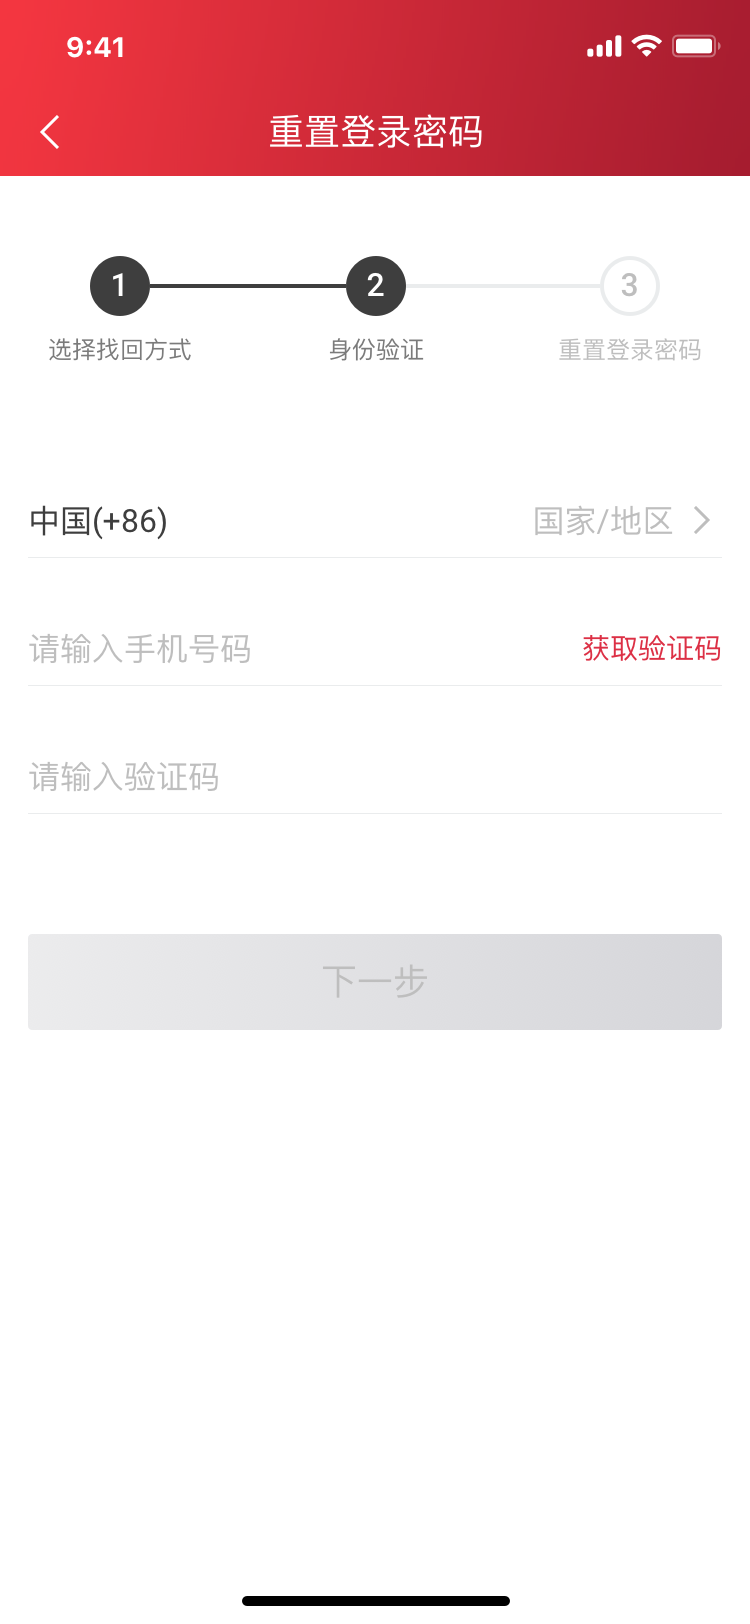 9:41
重置登录密码
1
2
3
选择找回方式
身份验证
重置登录密码
中国(+86)
国家/地区
请输入手机号码
获取验证码
请输入验证码
下一步